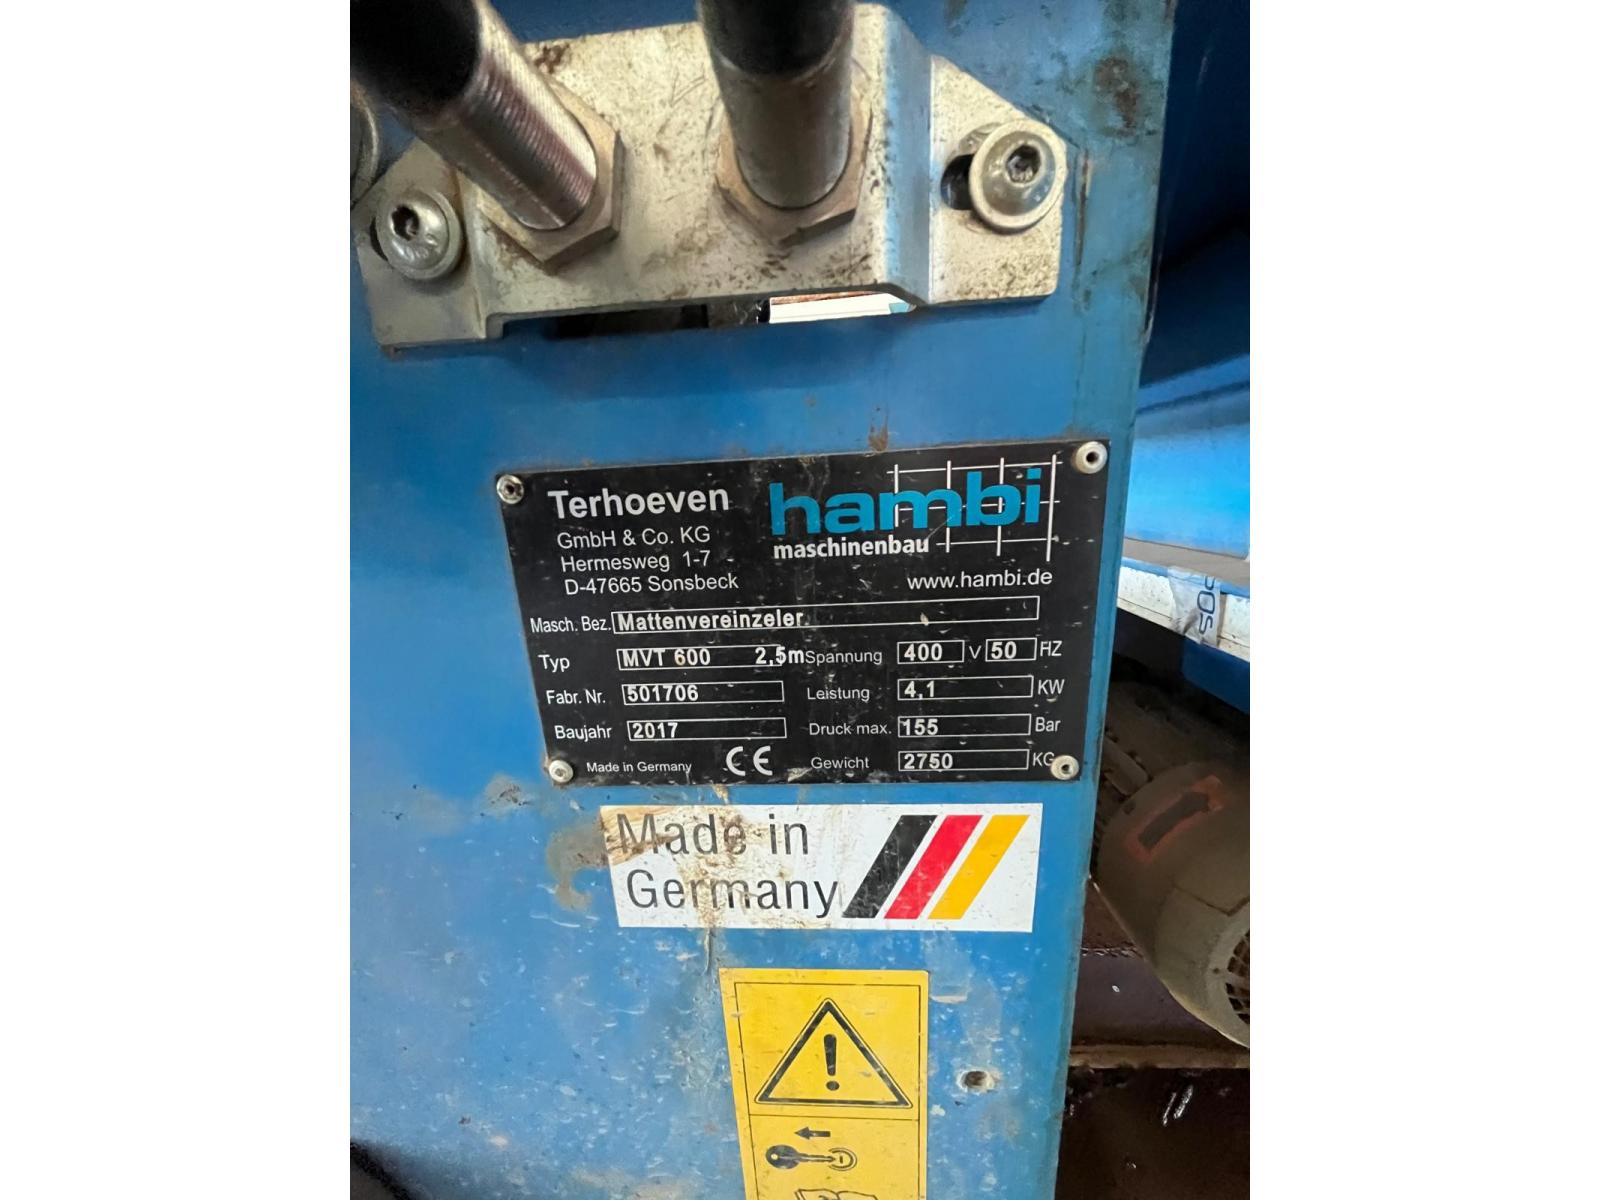 Terhoeven
GmbH & Co. KG
Hermesweg 1-7
D-47665 Sonsbeck
hambi
maschinenbau
www.hambi.de
Masch. Bez. Mattenvereinzeler
Typ MVT 600 2,5m Spannung 400 V 50 HZ
Fabr. Nr. 501706 Leistung 4,1 KW
Baujahr 2017 Druck max. 155 Bar
Made in Germany CE Gewicht 2750 KG
Made in
Germany
!